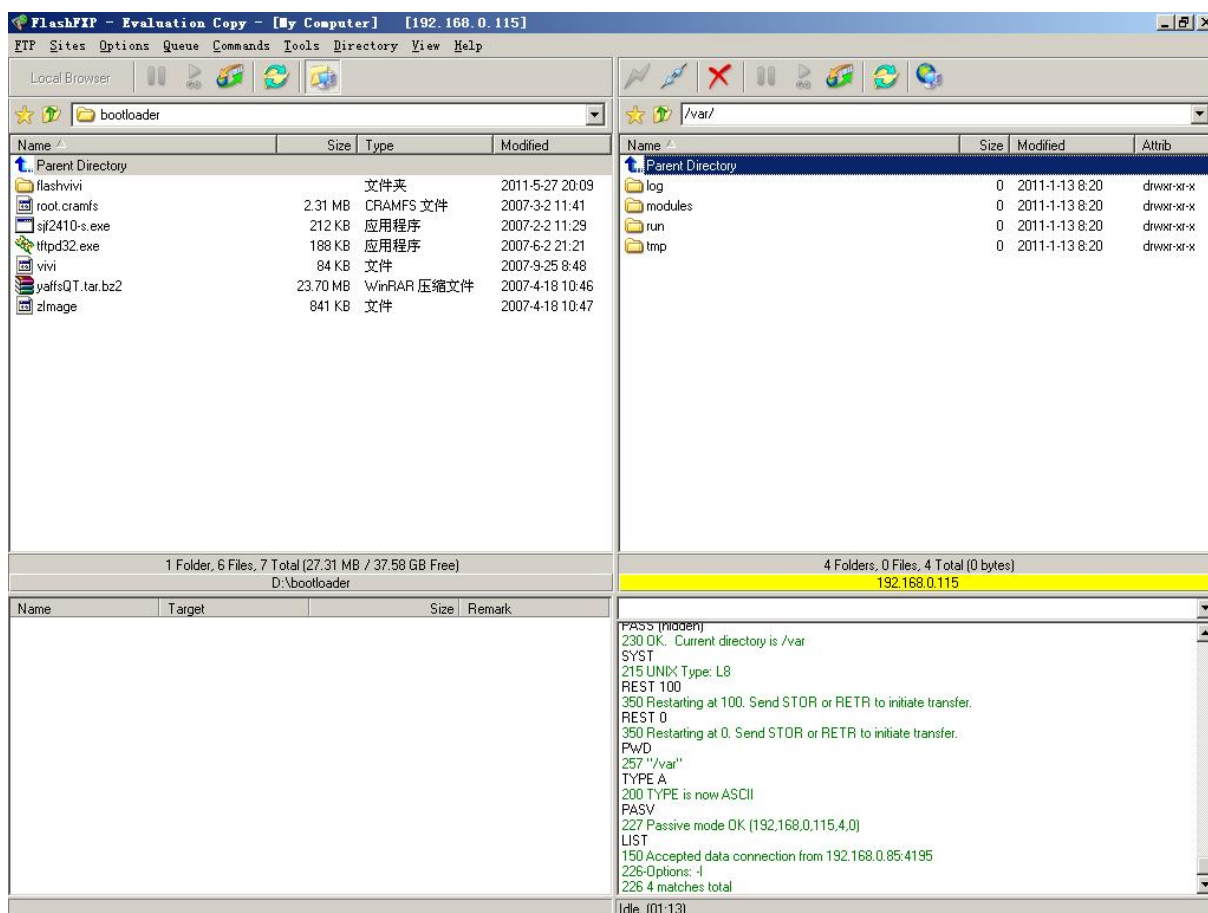 FlashFXP - Evaluation Copy - [My Computer] [192.168.0.115]
FTP Sites Options Queue Commands Tools Directory View Help
Local Browser
bootloader
Name Size Type Modified
Parent Directory
flashvivi 文件夹 2011-5-27 20:09
root.cramfs 2.31 MB CRAMFS 文件 2007-3-2 11:41
sjf2410-s.exe 212 KB 应用程序 2007-2-2 11:29
tftpd32.exe 188 KB 应用程序 2007-6-2 21:21
vivi 84 KB 文件 2007-9-25 8:48
yaffsQT.tar.bz2 23.70 MB WinRAR 压缩文件 2007-4-18 10:46
zImage 841 KB 文件 2007-4-18 10:47
1 Folder, 6 Files, 7 Total (27.31 MB / 37.58 GB Free)
D:\bootloader
/var/
Name Size Modified Attrib
Parent Directory
log 0 2011-1-13 8:20 drwxr-xr-x
modules 0 2011-1-13 8:20 drwxr-xr-x
run 0 2011-1-13 8:20 drwxr-xr-x
tmp 0 2011-1-13 8:20 drwxr-xr-x
4 Folders, 0 Files, 4 Total (0 bytes)
192.168.0.115
Name Target Size Remark
PASS (hidden)
230 OK. Current directory is /var
SYST
215 UNIX Type: L8
REST 100
350 Restarting at 100. Send STOR or RETR to initiate transfer.
REST 0
350 Restarting at 0. Send STOR or RETR to initiate transfer.
PWD
257 "/var"
TYPE A
200 TYPE is now ASCII
PASV
227 Passive mode OK (192,168,0,115,4,0)
LIST
150 Accepted data connection from 192.168.0.85:4195
226-Options: -l
226 4 matches total
Idle. (01:13)